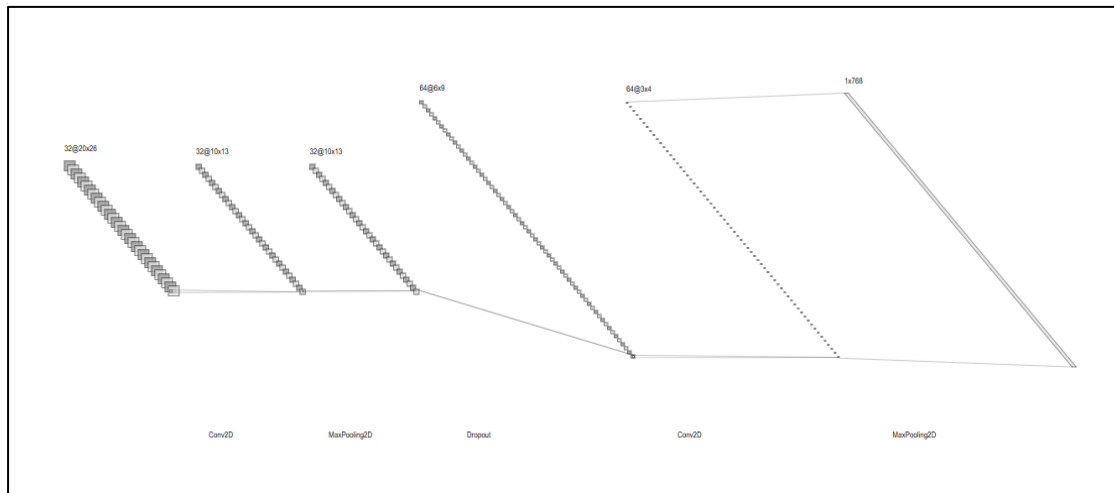 1x768
64@6x9
64@3x4
32@20x26
32@10x13
32@10x13
Conv2D
MaxPooling2D
Dropout
Conv2D
MaxPooling2D